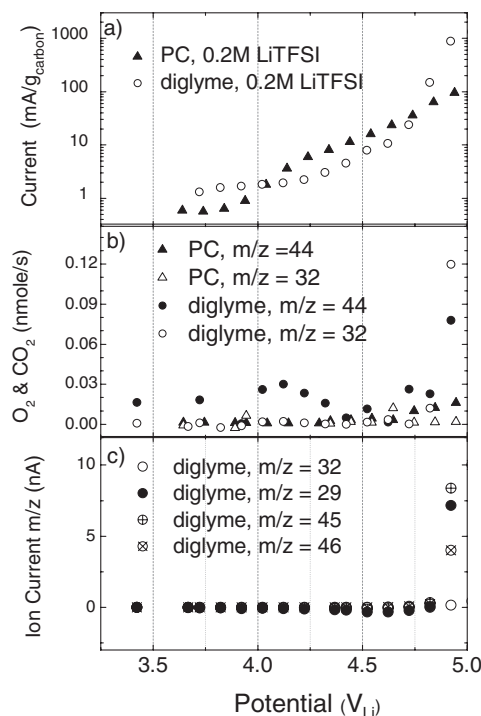 a)
PC, 0.2M LiTFSI
diglyme, 0.2M LiTFSI
Current (mA/g_carbon)
1000
100
10
1
b)
PC, m/z =44
PC, m/z = 32
diglyme, m/z = 44
diglyme, m/z = 32
O₂ & CO₂ (nmole/s)
0.12
0.09
0.06
0.03
0.00
c)
diglyme, m/z = 32
diglyme, m/z = 29
diglyme, m/z = 45
diglyme, m/z = 46
Ion Current m/z (nA)
10
5
0
3.5 4.0 4.5 5.0
Potential (V_Li)